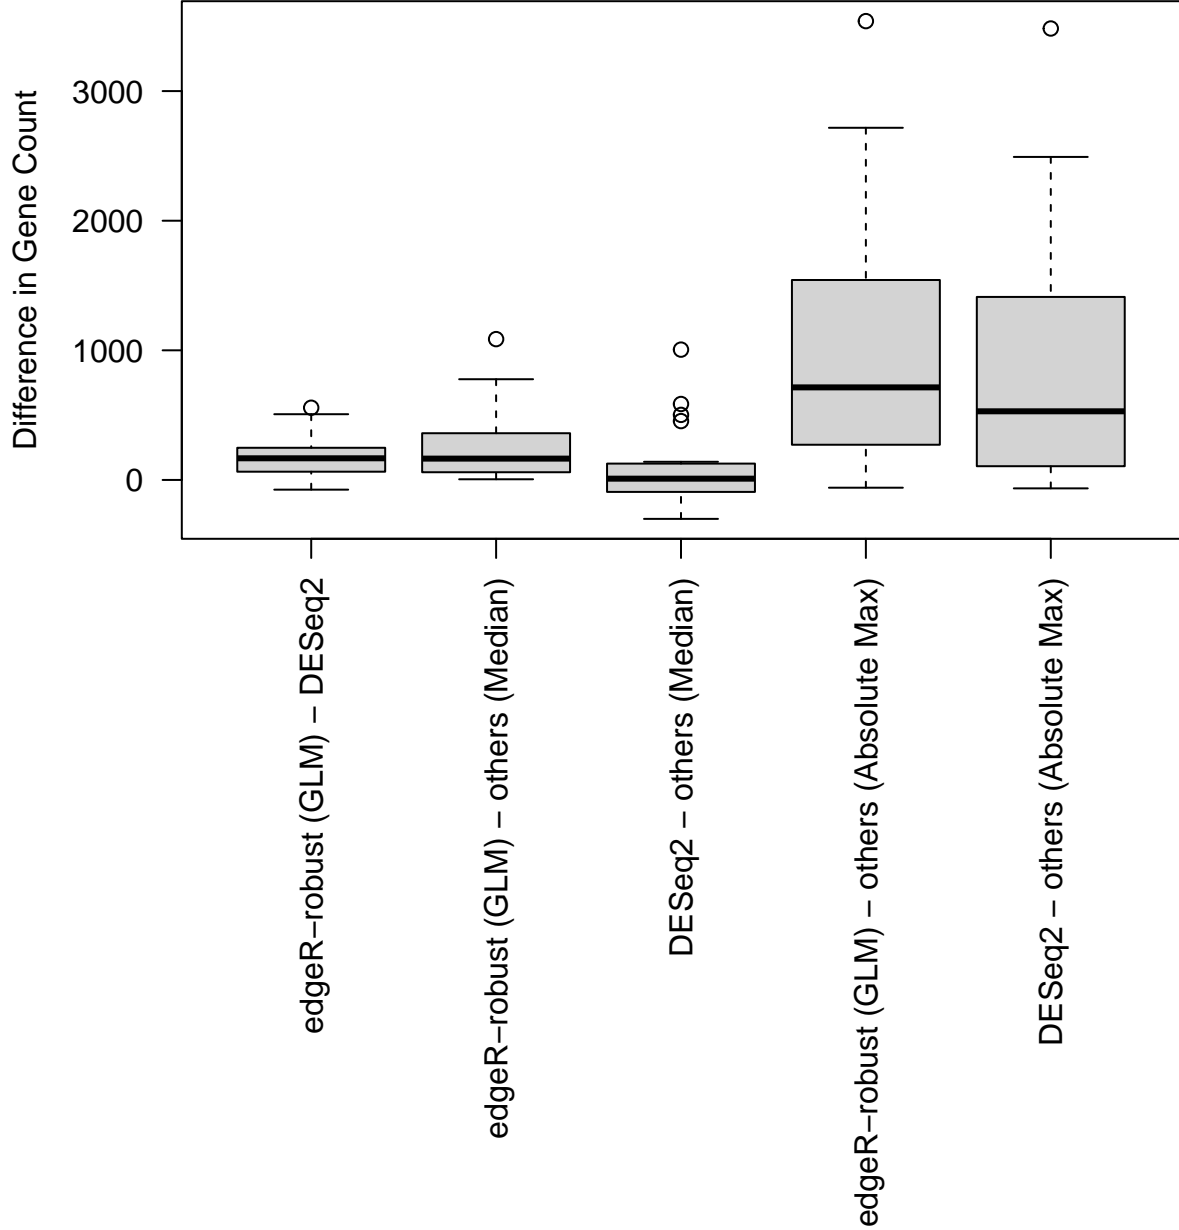 Difference in Gene Count
3000
2000
1000
0
edgeR−robust (GLM) − DESeq2
edgeR−robust (GLM) − others (Median)
DESeq2 − others (Median)
edgeR−robust (GLM) − others (Absolute Max)
DESeq2 − others (Absolute Max)